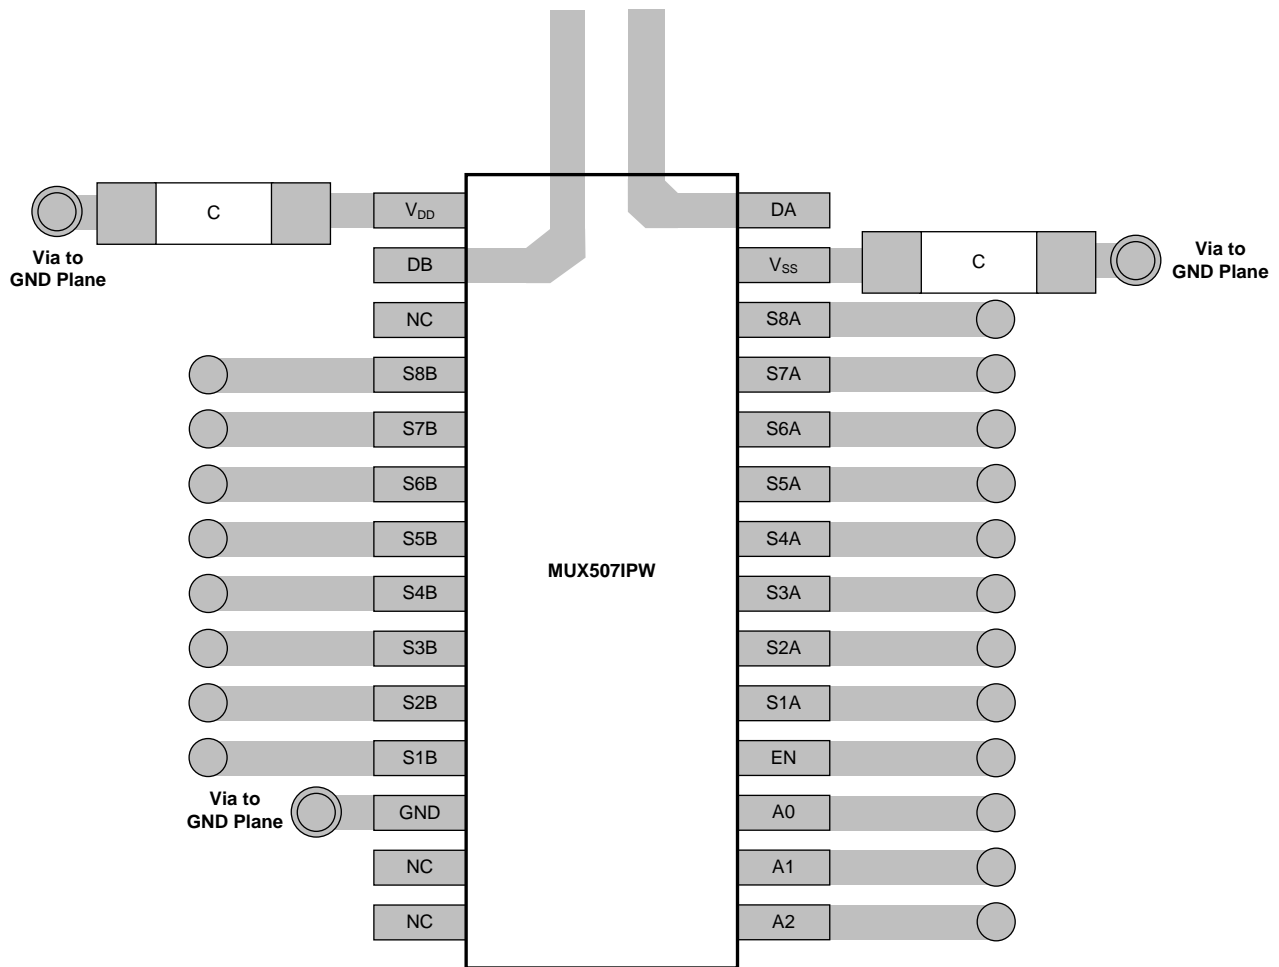 C
V_DD
DA
Via to
GND Plane
DB
V_SS
C
Via to
GND Plane
NC
S8A
S8B
S7A
S7B
S6A
S6B
S5A
S5B
S4A
MUX507IPW
S4B
S3A
S3B
S2A
S2B
S1A
S1B
EN
Via to
GND Plane
GND
A0
NC
A1
NC
A2